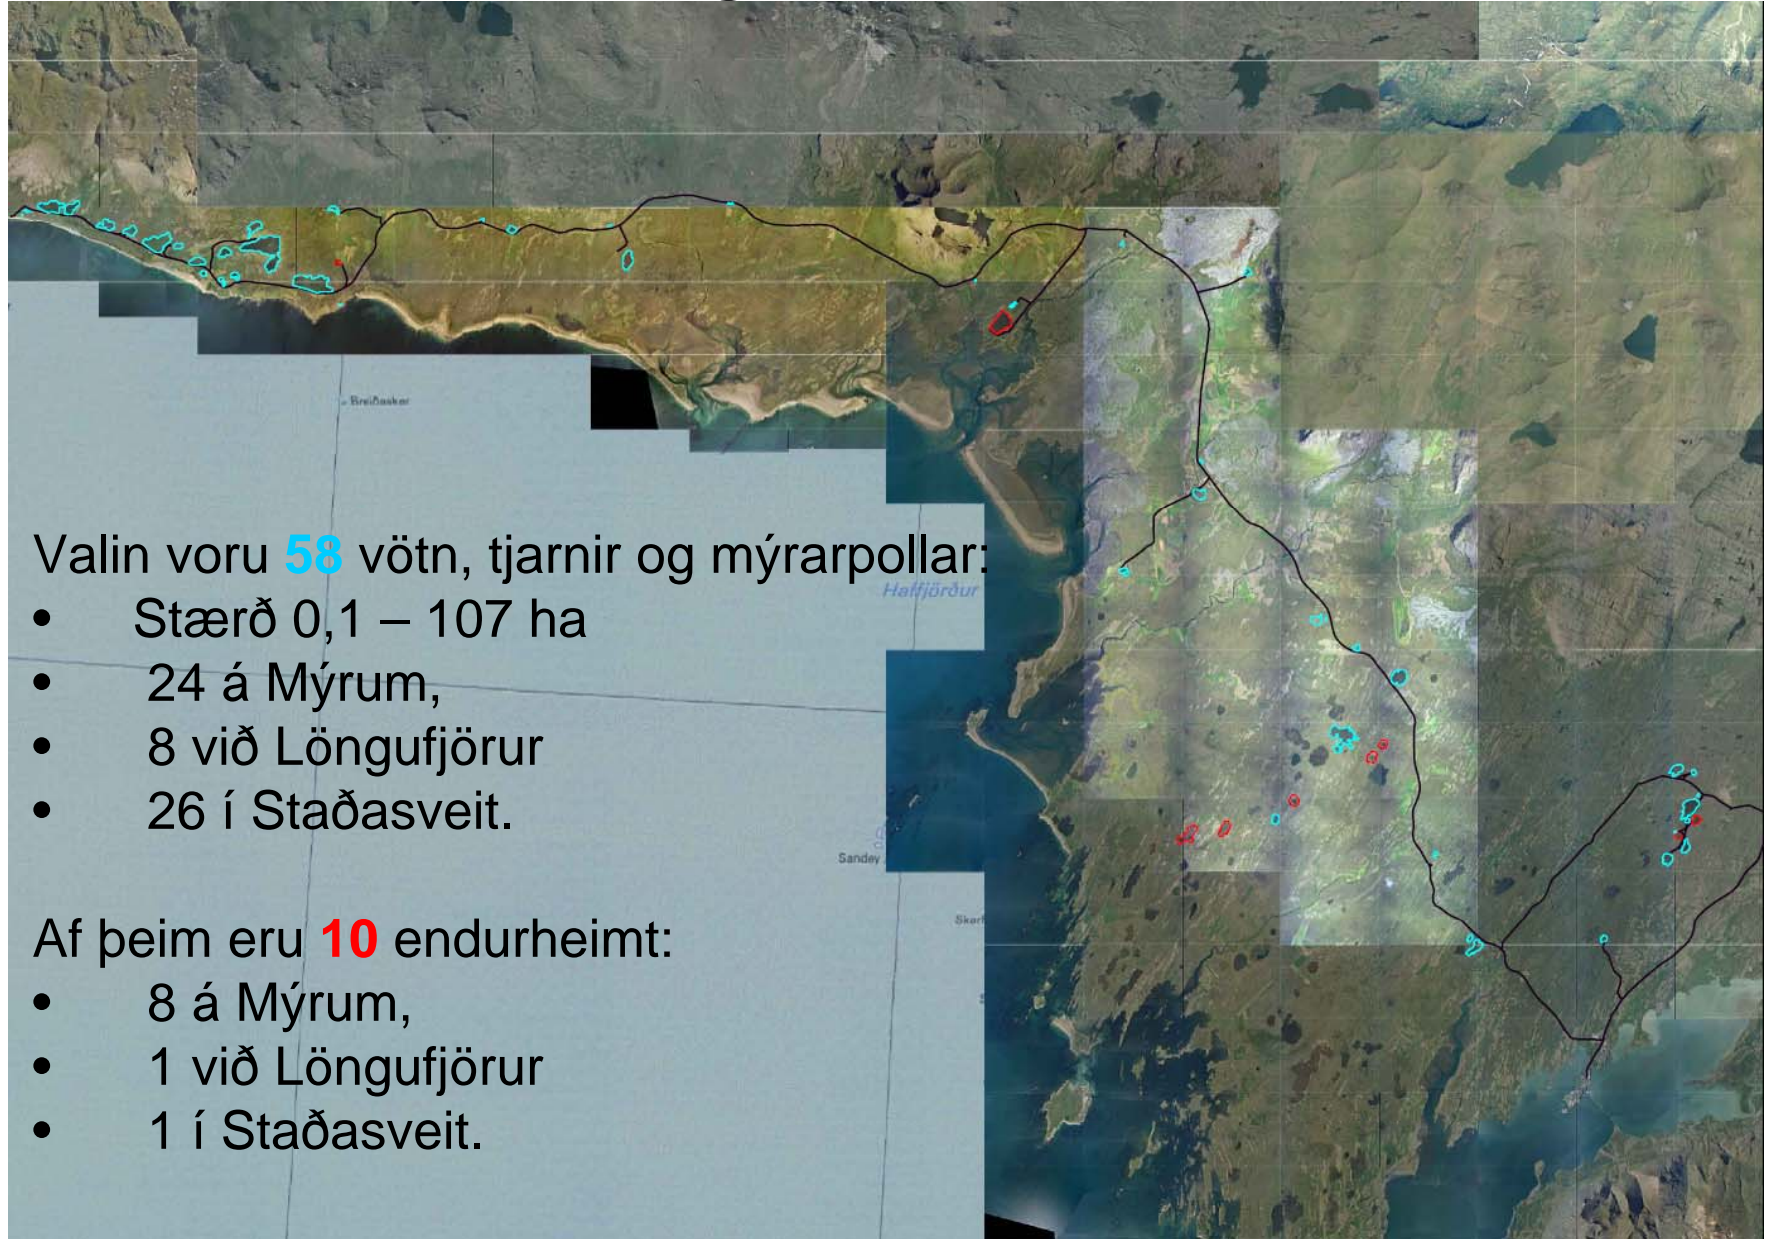 Breiðasker
Valin voru 58 vötn, tjarnir og mýrarpollar:
Haffjörður
• Stærð 0,1 – 107 ha
• 24 á Mýrum,
• 8 við Löngufjörur
• 26 í Staðasveit.
Sandey
Af þeim eru 10 endurheimt:
• 8 á Mýrum,
• 1 við Löngufjörur
• 1 í Staðasveit.